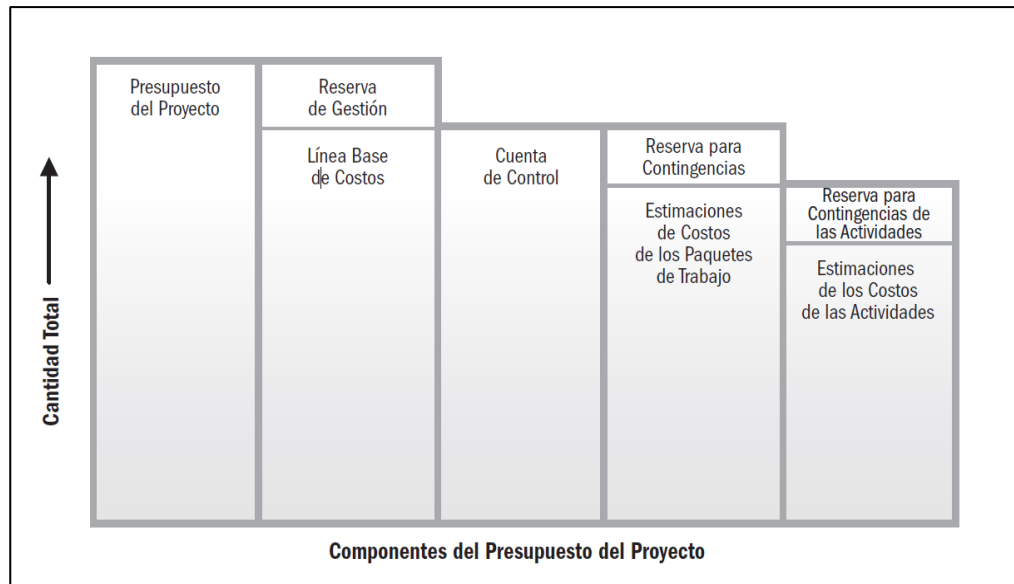 Presupuesto
del Proyecto
Reserva
de Gestión
Línea Base
de Costos
Cuenta
de Control
Reserva para
Contingencias
Estimaciones
de Costos
de los Paquetes
de Trabajo
Reserva para
Contingencias de
las Actividades
Estimaciones
de los Costos
de las Actividades
Cantidad Total
Componentes del Presupuesto del Proyecto